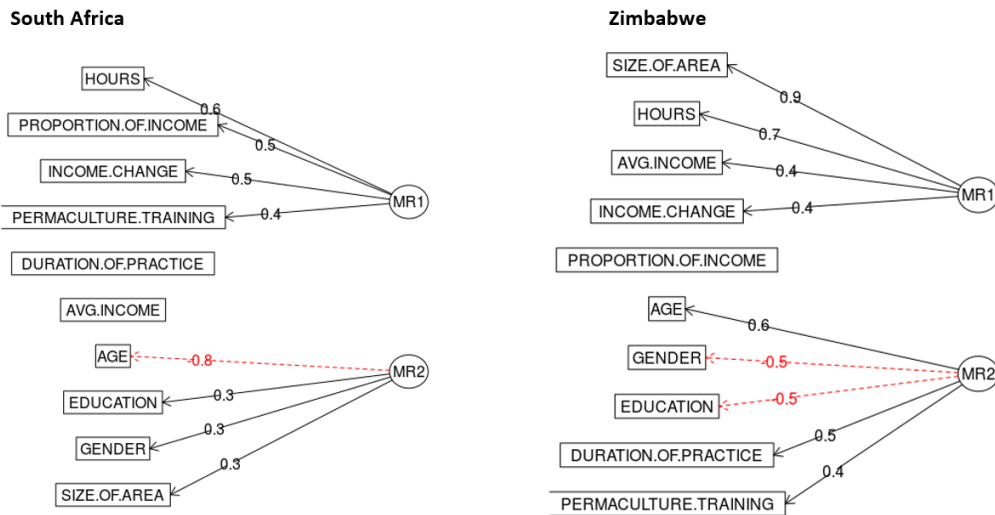 South Africa
HOURS
0.6
PROPORTION.OF.INCOME
0.5
INCOME.CHANGE
0.5
MR1
PERMACULTURE.TRAINING
0.4
DURATION.OF.PRACTICE
AVG.INCOME
AGE
-0.8
MR2
EDUCATION
0.3
GENDER
0.3
SIZE.OF.AREA
0.3
Zimbabwe
SIZE.OF.AREA
0.9
HOURS
0.7
AVG.INCOME
0.4
MR1
INCOME.CHANGE
0.4
PROPORTION.OF.INCOME
AGE
0.6
GENDER
-0.5
MR2
EDUCATION
-0.5
DURATION.OF.PRACTICE
0.5
PERMACULTURE.TRAINING
0.4